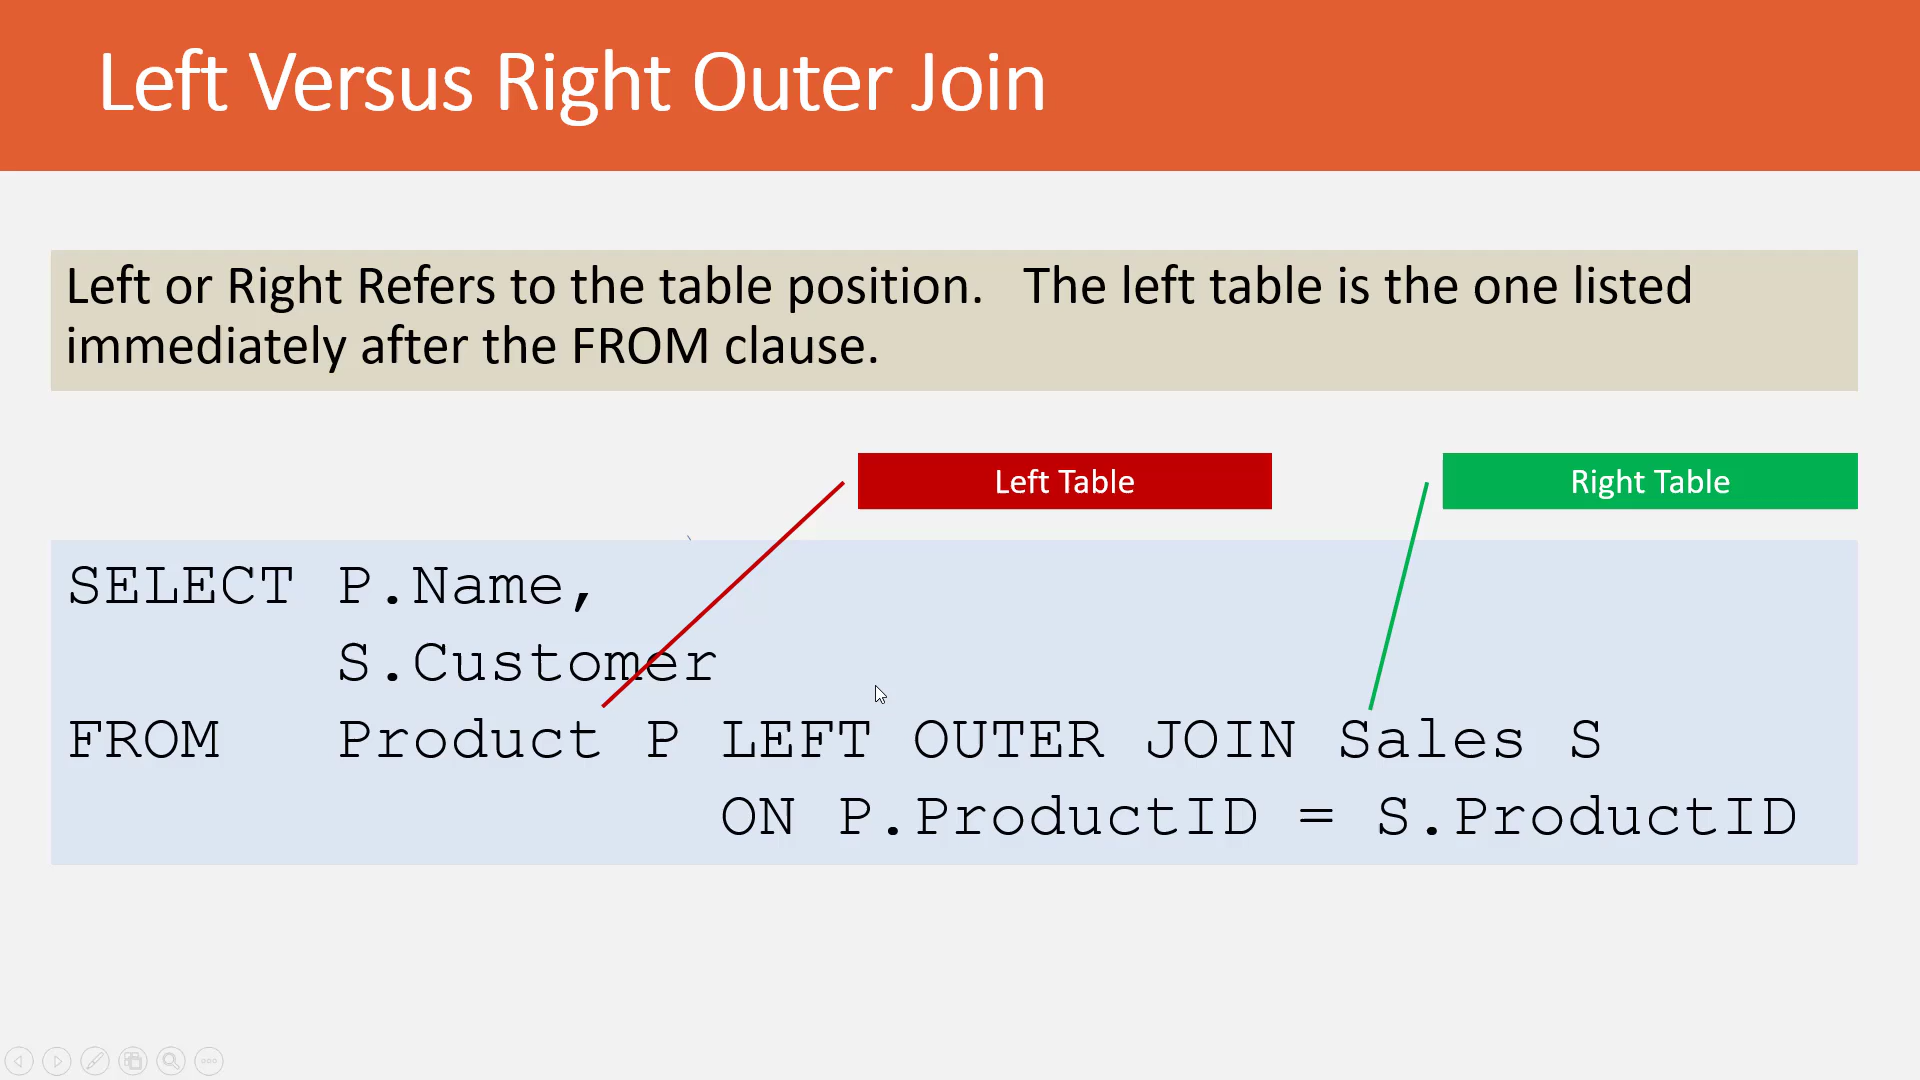 Left Versus Right Outer Join
Left or Right Refers to the table position.   The left table is the one listed
immediately after the FROM clause.
Left Table
Right Table
SELECT P.Name,
S.Customer
FROM   Product P LEFT OUTER JOIN Sales S
ON P.ProductID = S.ProductID